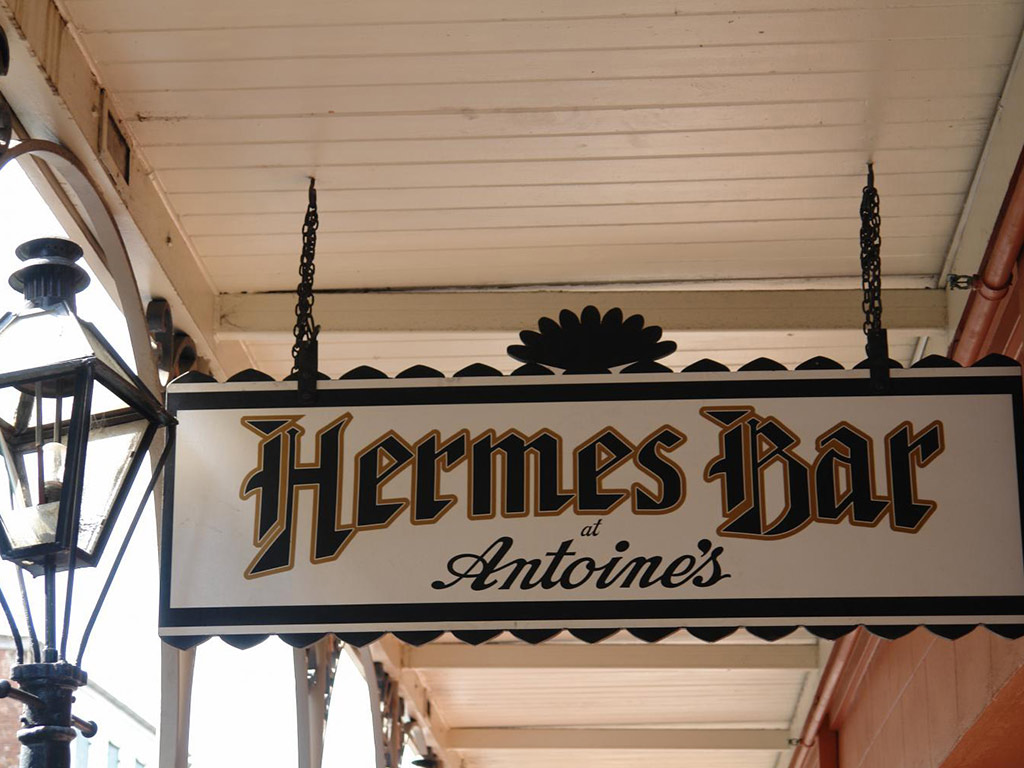 Hermes Bar
at
Antoine's